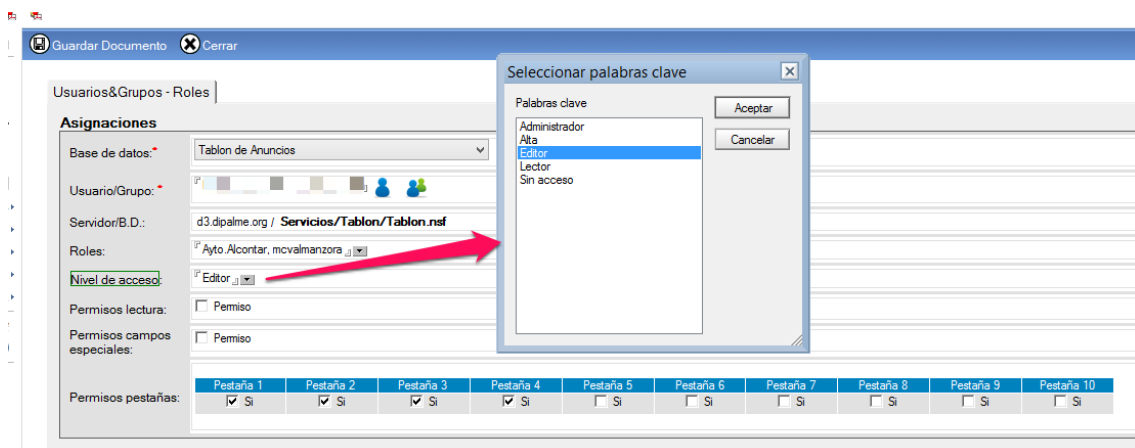 Guardar Documento Cerrar
Usuarios&Grupos - Roles
Asignaciones
Base de datos:* Tablon de Anuncios
Usuario/Grupo: *
Servidor/B.D.: d3.dipalme.org / Servicios/Tablon/Tablon.nsf
Roles: Ayto.Alcontar, mcvalmanzora
Nivel de acceso: Editor
Permisos lectura: Permiso
Permisos campos
especiales: Permiso
Permisos pestañas:
Pestaña 1 Pestaña 2 Pestaña 3 Pestaña 4 Pestaña 5 Pestaña 6 Pestaña 7 Pestaña 8 Pestaña 9 Pestaña 10
Si Si Si Si Si Si Si Si Si Si
Seleccionar palabras clave
Palabras clave
Administrador
Alta
Editor
Lector
Sin acceso
Aceptar
Cancelar